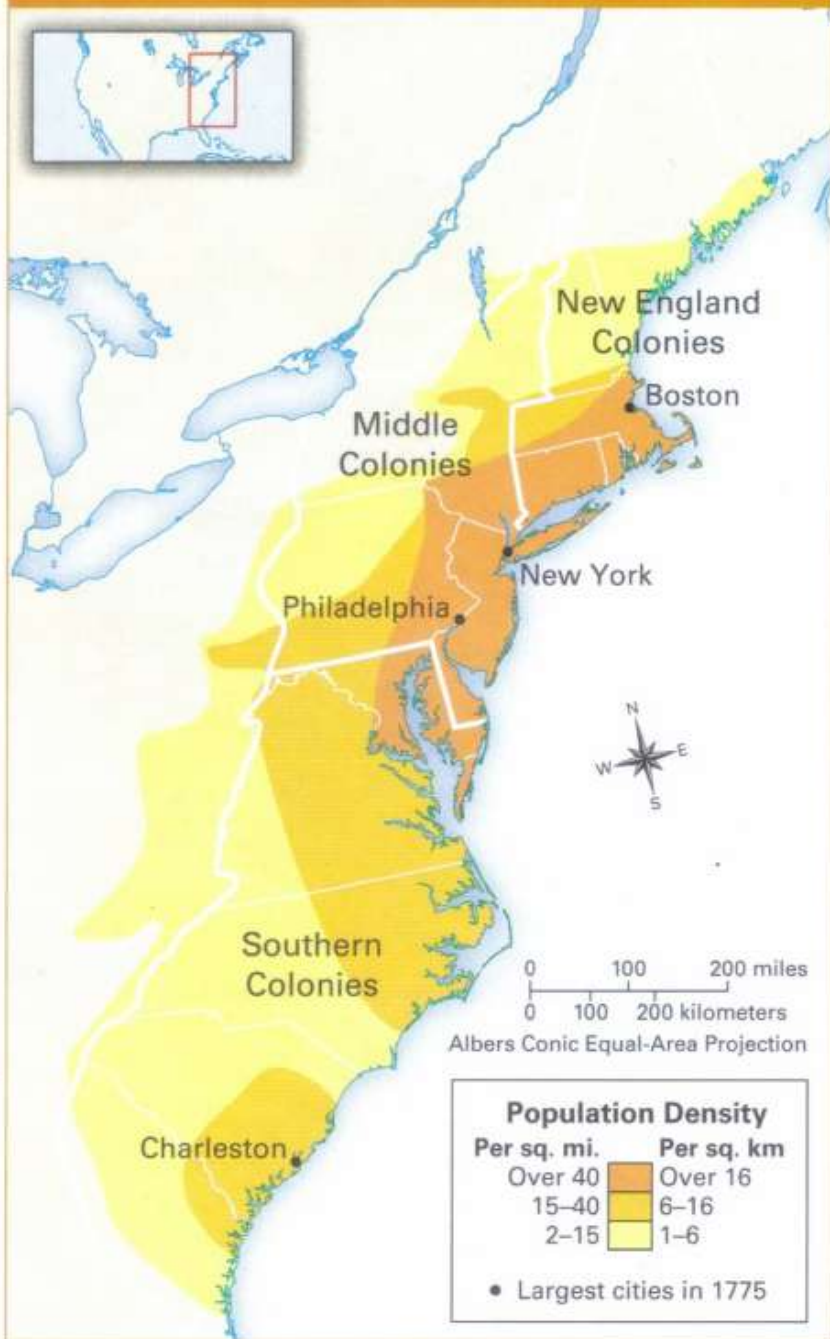 New England
Colonies
Boston
Middle
Colonies
New York
Philadelphia
N
W
E
S
Southern
Colonies
0 100 200 miles
0 100 200 kilometers
Albers Conic Equal-Area Projection
Charleston
Population Density
Per sq. mi. Per sq. km
Over 40 Over 16
15–40 6–16
2–15 1–6
• Largest cities in 1775